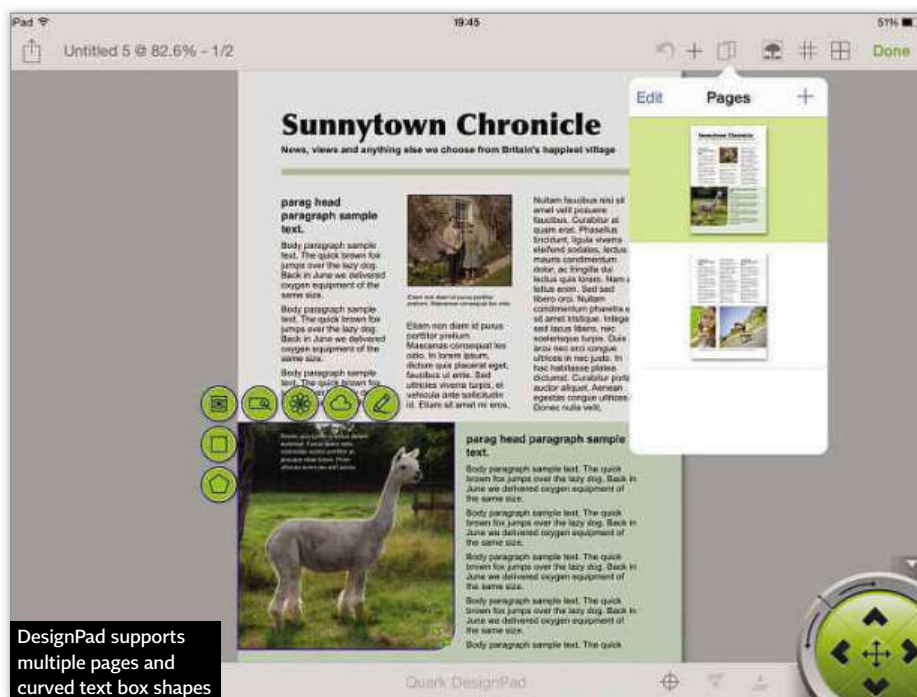 iPad 19:45 51%
Untitled 5 @ 82.6% - 1/2 Done
Edit Pages
Sunnytown Chronicle
News, views and anything else we choose from Britain's happiest village
parag head
paragraph sample
text.
Body paragraph sample
text. The quick brown fox
jumps over the lazy dog.
Back in June we delivered
oxygen equipment of the
same size.
Body paragraph sample
text. The quick brown fox
jumps over the lazy dog.
Back in June we delivered
oxygen equipment of the
same size.
Body paragraph sample
text. The quick brown fox
Etiam non diam id purus
porttitor pretium.
Maecenas consequat leo
odio. In lorem ipsum,
dictum quis placerat eget,
faucibus ut ante. Sed
ultricies viverra turpis, et
vehicula ante sollicitudin
id. Etiam sit amet mi eros.
Nullam faucibus nisi sit
amet velit posuere
faucibus. Curabitur at
quam erat. Phasellus
tincidunt, ligula viverra
eleifend sodales, lectus
mauris condimentum
dolor, ac fringilla dui
lectus quis lorem. Nam
tellus enim. Sed sed
libero orci. Nullam
condimentum pharetra
sit amet tristique. Intege
sed lacus libero, nec
scelerisque turpis. Duis
arcu nec orci congue
ultrices in nec justo. In
hac habitasse platea
dictumst. Curabitur porta
auctor aliquet. Aenean
egestas congue ultrices.
Donec nulla velit,
parag head paragraph sample
text.
Body paragraph sample text. The quick
brown fox jumps over the lazy dog. Back in
June we delivered oxygen equipment of
the same size.
Body paragraph sample text. The quick
brown fox jumps over the lazy dog. Back in
June we delivered oxygen equipment of
the same size.
Body paragraph sample text. The quick
brown fox jumps over the lazy dog. Back in
June we delivered oxygen equipment of
the same size.
Body paragraph sample text. The quick
brown fox jumps over the lazy dog. Back in
June we delivered oxygen equipment of
the same size.
Body paragraph sample text. The quick
Quark DesignPad
DesignPad supports
multiple pages and
curved text box shapes